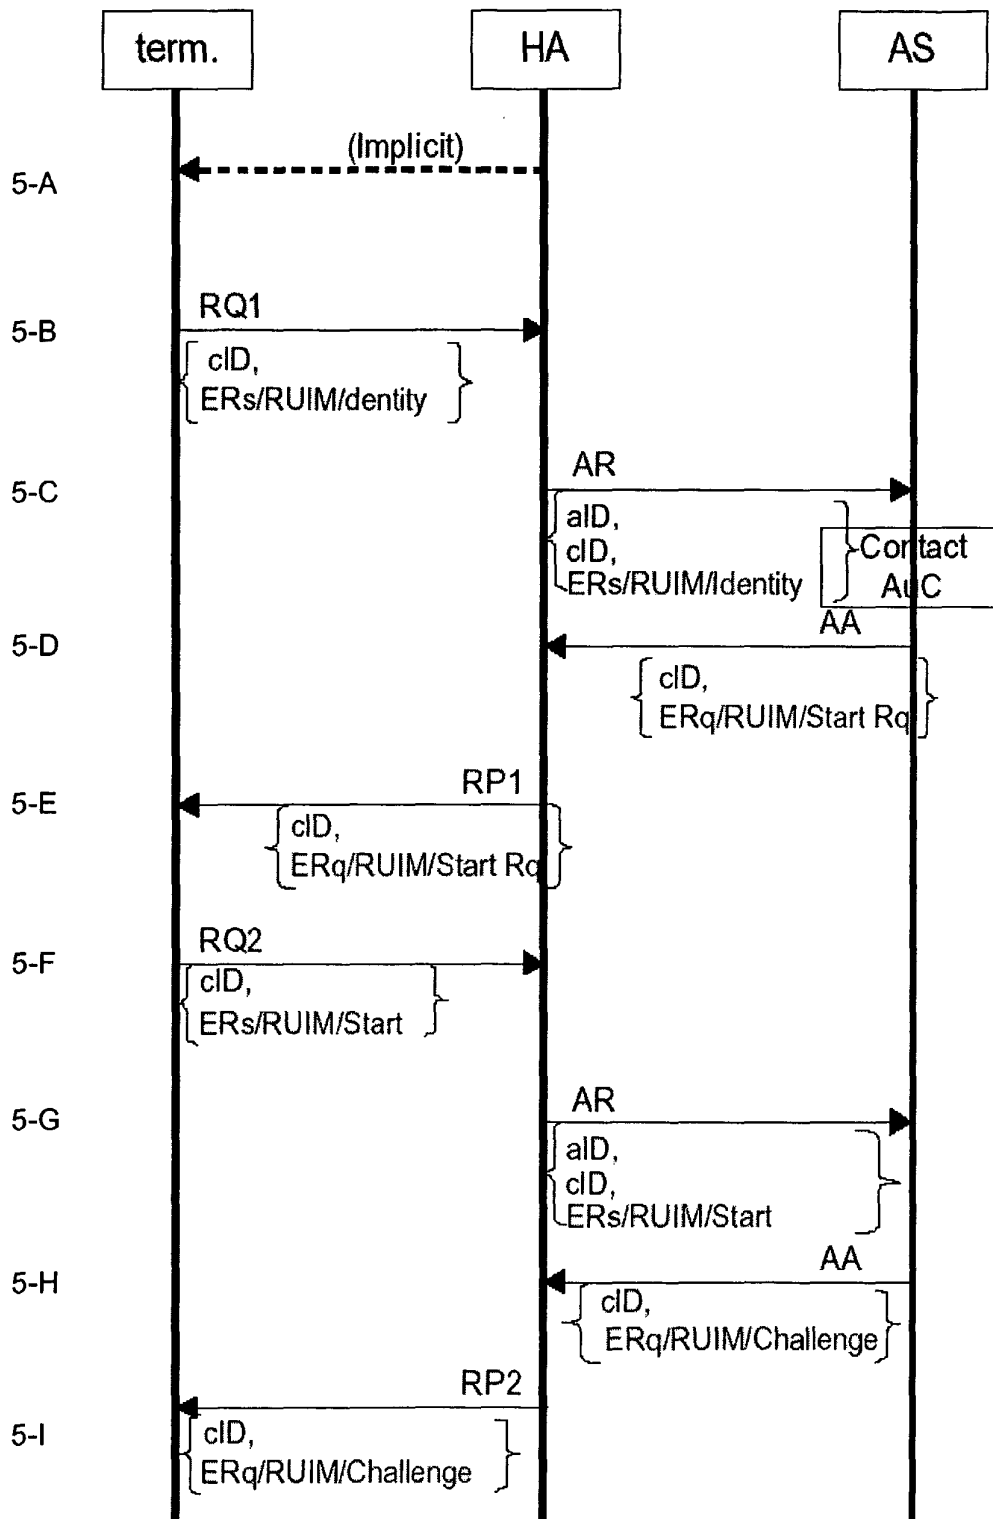 term.
HA
AS
(Implicit)
5-A
RQ1
5-B
cID,
ERs/RUIM/dentity
AR
5-C
aID,
cID,
ERs/RUIM/Identity
Contact
AuC
AA
5-D
cID,
ERq/RUIM/Start Rq
RP1
5-E
cID,
ERq/RUIM/Start Rq
RQ2
5-F
cID,
ERs/RUIM/Start
AR
5-G
aID,
cID,
ERs/RUIM/Start
AA
5-H
cID,
ERq/RUIM/Challenge
RP2
5-I
cID,
ERq/RUIM/Challenge